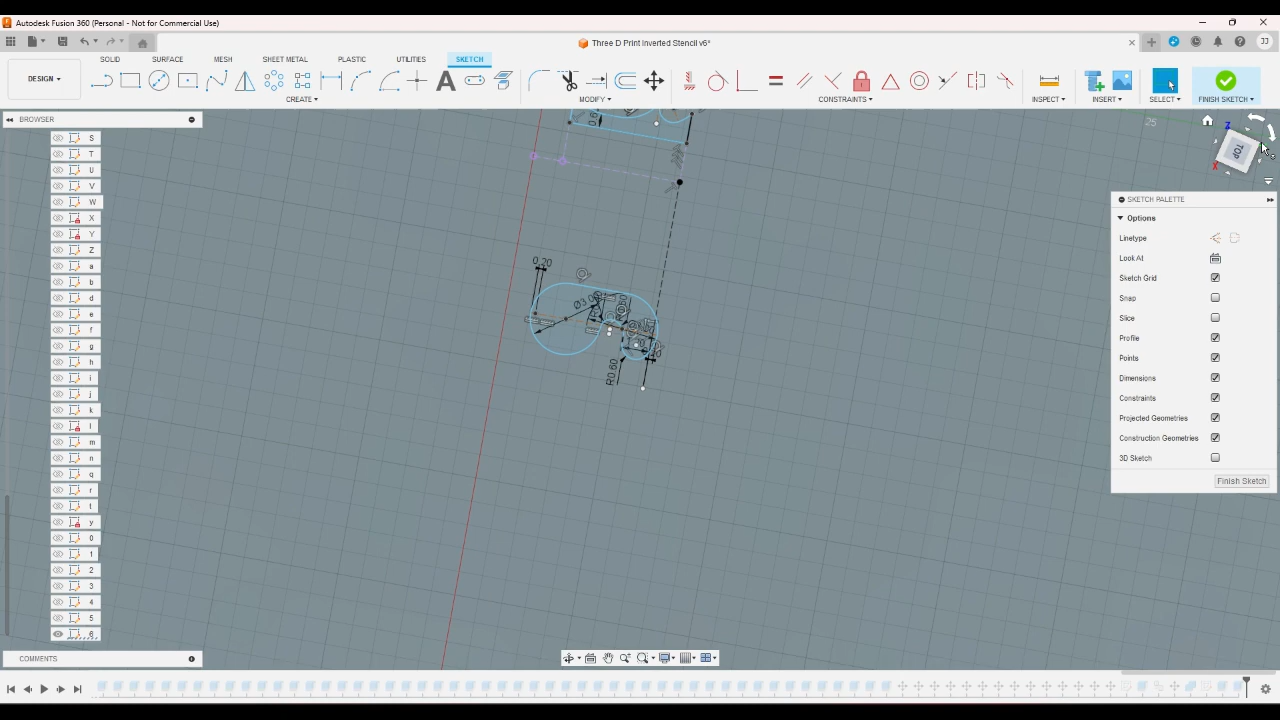 Autodesk Fusion 360 (Personal - Not for Commercial Use)
Three D Print Inverted Stencil v6*
JJ
SOLID SURFACE MESH SHEET METAL PLASTIC UTILITIES SKETCH
DESIGN
CREATE MODIFY CONSTRAINTS INSPECT INSERT SELECT FINISH SKETCH
BROWSER
S
T
U
V
W
X
Y
Z
a
b
d
e
f
g
h
i
j
k
l
m
n
q
r
t
y
0
1
2
3
4
5
6
25
Z
TOP
X
0.20
R0.60
SKETCH PALETTE
Options
Linetype
Look At
Sketch Grid
Snap
Slice
Profile
Points
Dimensions
Constraints
Projected Geometries
Construction Geometries
3D Sketch
Finish Sketch
COMMENTS